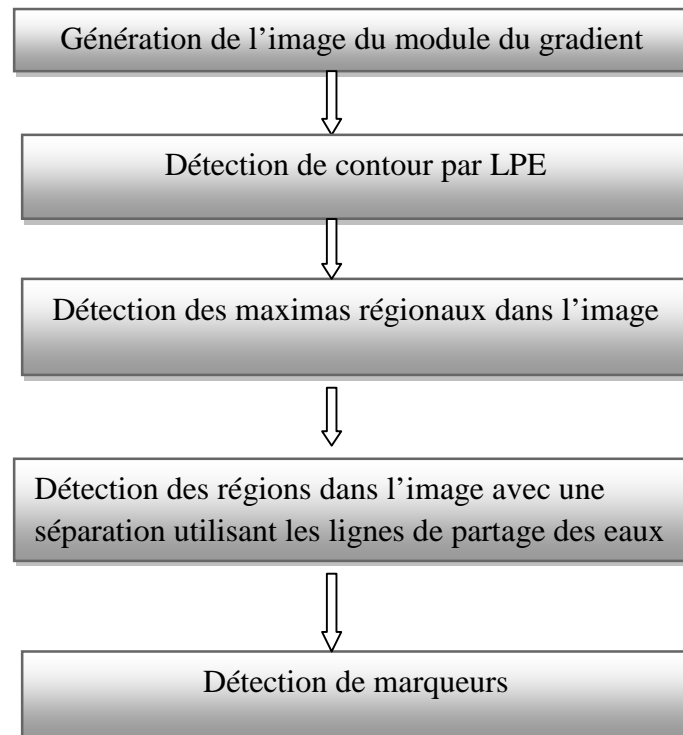 Génération de l’image du module du gradient
Détection de contour par LPE
Détection des maximas régionaux dans l’image
Détection des régions dans l’image avec une
séparation utilisant les lignes de partage des eaux
Détection de marqueurs